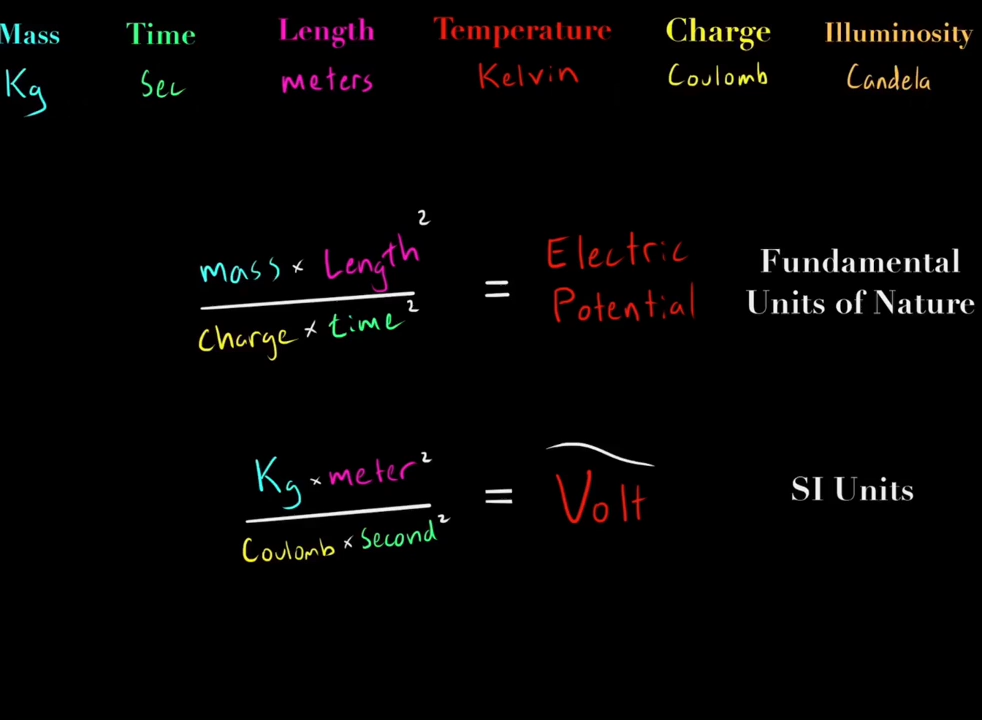 Mass Time Length Temperature Charge Illuminosity
Kg Sec meters Kelvin Coulomb Candela
mass × Length²
charge × time²
=
Electric
Potential
Fundamental
Units of Nature
Kg × meter²
Coulomb × Second²
=
Volt
SI Units